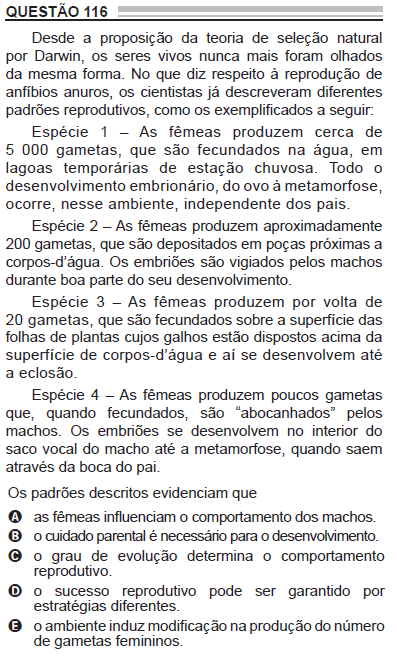 QUESTÃO 116
Desde a proposição da teoria de seleção natural
por Darwin, os seres vivos nunca mais foram olhados
da mesma forma. No que diz respeito à reprodução de
anfíbios anuros, os cientistas já descreveram diferentes
padrões reprodutivos, como os exemplificados a seguir:
Espécie 1 – As fêmeas produzem cerca de
5 000 gametas, que são fecundados na água, em
lagoas temporárias de estação chuvosa. Todo o
desenvolvimento embrionário, do ovo à metamorfose,
ocorre, nesse ambiente, independente dos pais.
Espécie 2 – As fêmeas produzem aproximadamente
200 gametas, que são depositados em poças próximas a
corpos-d’água. Os embriões são vigiados pelos machos
durante boa parte do seu desenvolvimento.
Espécie 3 – As fêmeas produzem por volta de
20 gametas, que são fecundados sobre a superfície das
folhas de plantas cujos galhos estão dispostos acima da
superfície de corpos-d’água e aí se desenvolvem até
a eclosão.
Espécie 4 – As fêmeas produzem poucos gametas
que, quando fecundados, são “abocanhados” pelos
machos. Os embriões se desenvolvem no interior do
saco vocal do macho até a metamorfose, quando saem
através da boca do pai.
Os padrões descritos evidenciam que
A as fêmeas influenciam o comportamento dos machos.
B o cuidado parental é necessário para o desenvolvimento.
C o grau de evolução determina o comportamento
reprodutivo.
D o sucesso reprodutivo pode ser garantido por
estratégias diferentes.
E o ambiente induz modificação na produção do número
de gametas femininos.